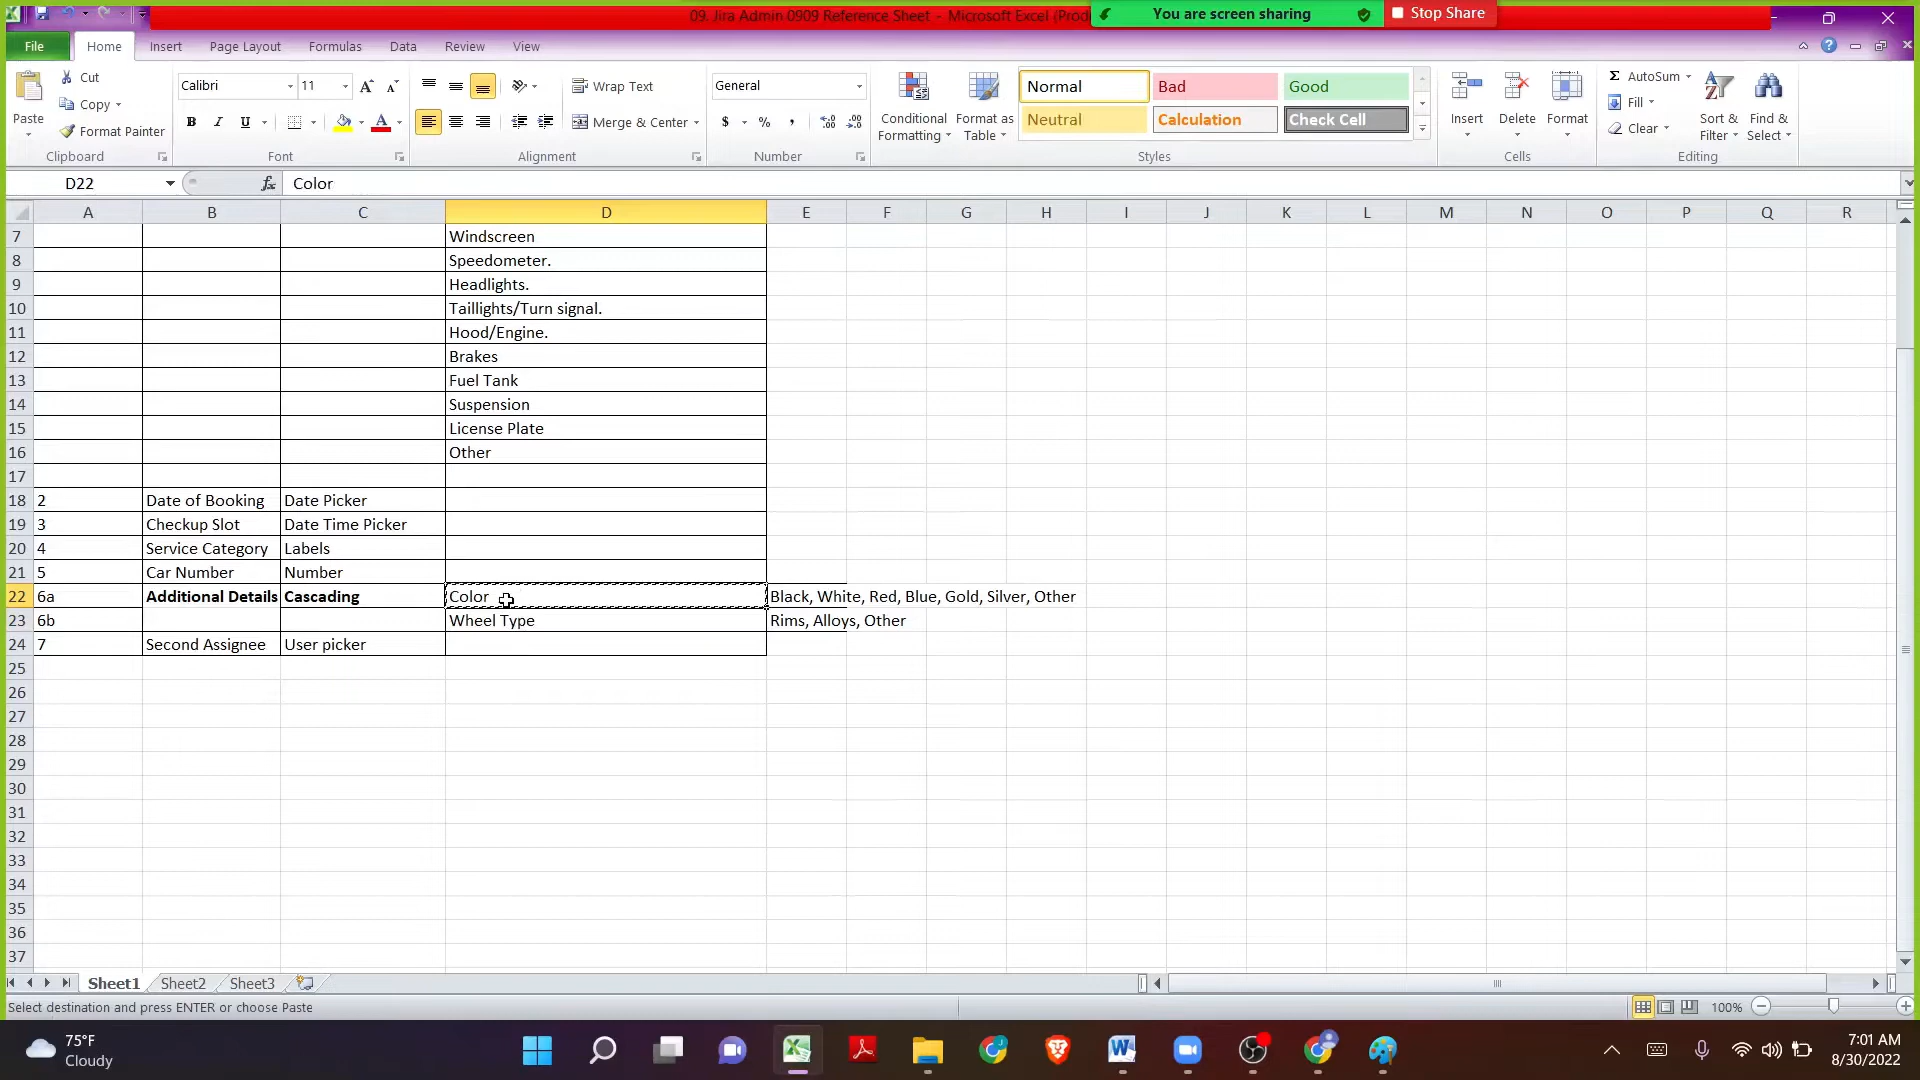 09. Jira Admin 0909 Reference Sheet - Microsoft Excel (Prod
You are screen sharing
Stop Share
File Home Insert Page Layout Formulas Data Review View
Paste
Cut
Copy
Format Painter
Clipboard
Calibri 11
B I U
Font
Wrap Text
Merge & Center
Alignment
General
$ % ,
Number
Conditional Formatting
Format as Table
Normal Bad Good
Neutral Calculation Check Cell
Styles
Insert Delete Format
Cells
Σ AutoSum
Fill
Clear
Sort & Filter
Find & Select
Editing
D22 fx Color
A B C D E F G H I J K L M N O P Q R
7 Windscreen
8 Speedometer.
9 Headlights.
10 Taillights/Turn signal.
11 Hood/Engine.
12 Brakes
13 Fuel Tank
14 Suspension
15 License Plate
16 Other
17
18 2 Date of Booking Date Picker
19 3 Checkup Slot Date Time Picker
20 4 Service Category Labels
21 5 Car Number Number
22 6a Additional Details Cascading Color Black, White, Red, Blue, Gold, Silver, Other
23 6b Wheel Type Rims, Alloys, Other
24 7 Second Assignee User picker
25
26
27
28
29
30
31
32
33
34
35
36
37
Sheet1 Sheet2 Sheet3
Select destination and press ENTER or choose Paste
100%
75°F
Cloudy
7:01 AM
8/30/2022